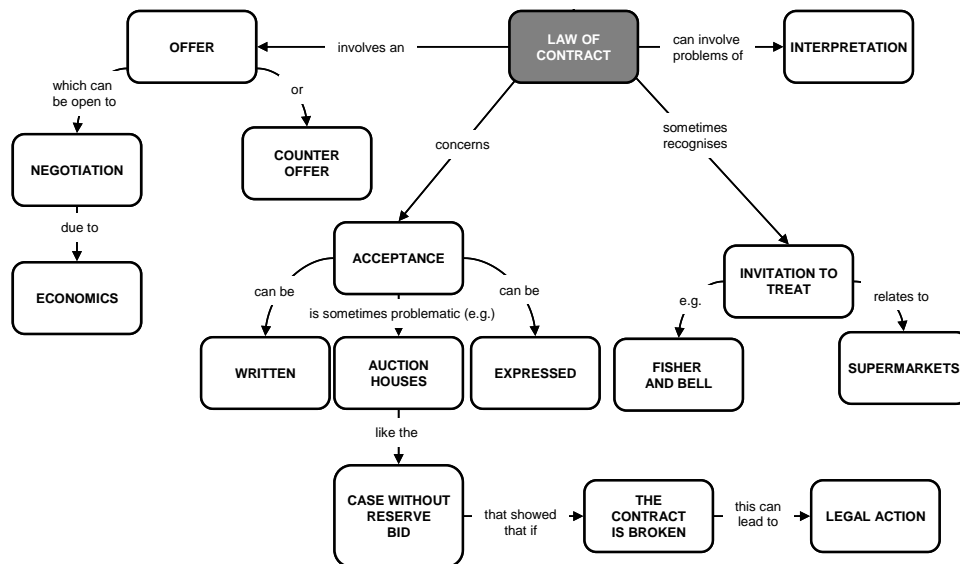 OFFER
involves an
LAW OF
CONTRACT
can involve
problems of
INTERPRETATION
which can
be open to
or
NEGOTIATION
COUNTER
OFFER
concerns
sometimes
recognises
due to
ECONOMICS
ACCEPTANCE
INVITATION TO
TREAT
can be
is sometimes problematic (e.g.)
can be
e.g.
relates to
WRITTEN
AUCTION
HOUSES
EXPRESSED
FISHER
AND BELL
SUPERMARKETS
like the
CASE WITHOUT
RESERVE
BID
that showed
that if
THE
CONTRACT
IS BROKEN
this can
lead to
LEGAL ACTION